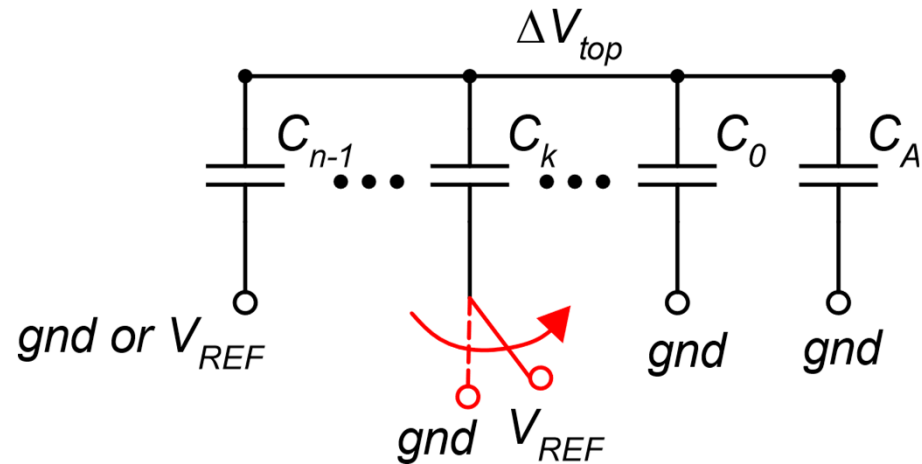 ΔV_top
C_n-1
C_k
C_0
C_A
gnd or V_REF
gnd
V_REF
gnd
gnd